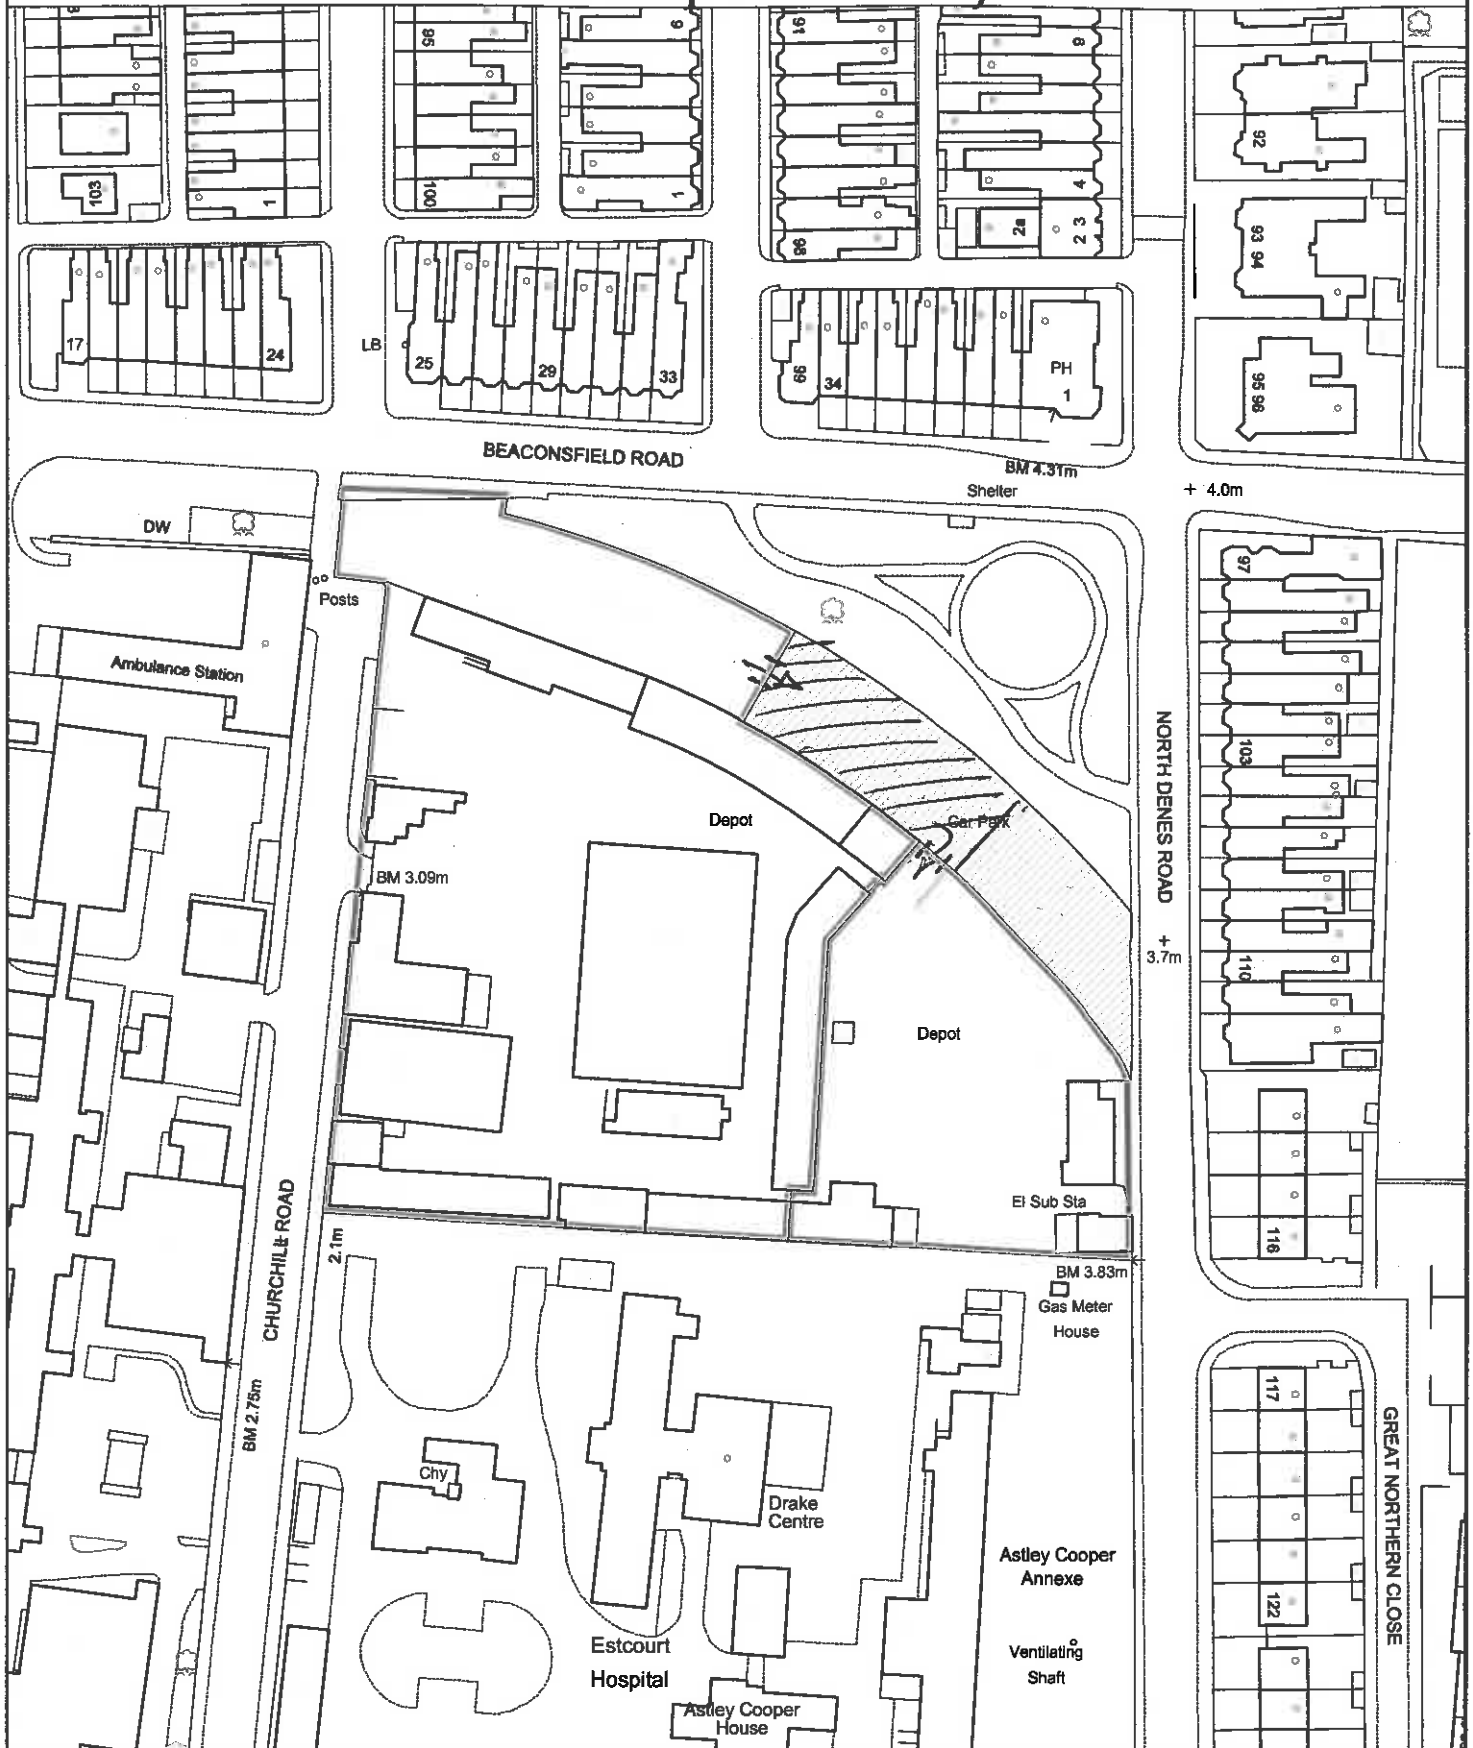 95
9
91
6
92
103
1
100
1
4
3
2
2a
98
93 94
17
24
LB
25
29
33
99
34
PH
1
95 96
BEACONSFIELD ROAD
BM 4.31m
Shelter
+ 4.0m
DW
Posts
97
Ambulance Station
NORTH DENES ROAD
103
Depot
Car Park
BM 3.09m
+
3.7m
110
Depot
El Sub Sta
116
2.1m
CHURCHILL ROAD
BM 3.83m
Gas Meter
House
BM 2.75m
117
GREAT NORTHERN CLOSE
Chy
Drake
Centre
Astley Cooper
Annexe
122
Estcourt
Hospital
Ventilating
Shaft
Astley Cooper
House